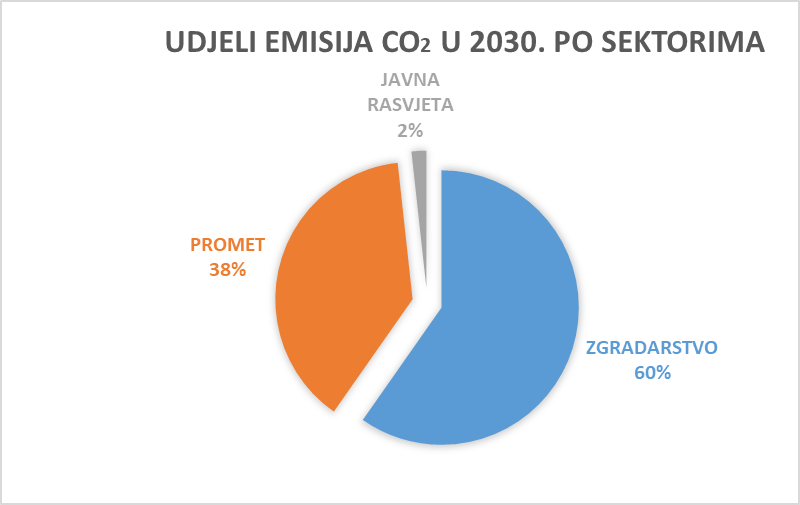 UDJELI EMISIJA CO₂ U 2030. PO SEKTORIMA
JAVNA
RASVJETA
2%
PROMET
38%
ZGRADARSTVO
60%